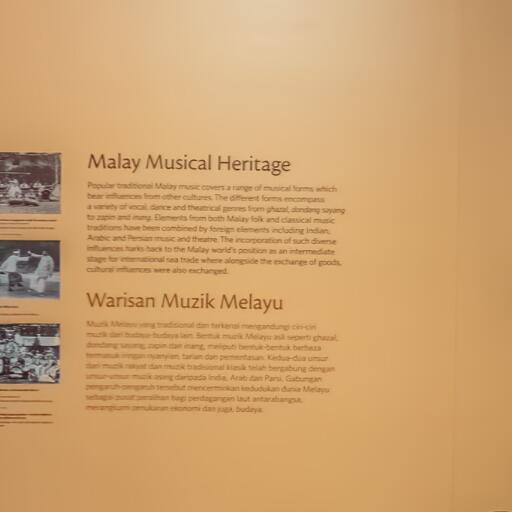 Malay Musical Heritage
Popular traditional Malay music covers a range of musical forms which
bear influences from other cultures. The different forms encompass
a variety of vocal, dance and theatrical genres from ghazal, dondang sayang
to zapin and inang. Elements from both Malay folk and classical music
traditions have been combined by foreign elements including Indian,
Arabic and Persian music and theatre. The incorporation of such diverse
influences harks back to the Malay world's position as an intermediate
stage for international sea trade where alongside the exchange of goods,
cultural influences were also exchanged.
Warisan Muzik Melayu
Muzik Melayu yang tradisional dan terkenal mengandungi ciri-ciri
muzik dari budaya-budaya lain. Bentuk muzik Melayu asli seperti ghazal,
dondang sayang, zapin dan inang, meliputi bentuk-bentuk berbeza
termasuk iringan nyanyian, tarian dan pementasan. Kedua-dua unsur
dari muzik rakyat dan muzik tradisional klasik telah bergabung dengan
unsur-unsur muzik asing daripada India, Arab dan Parsi. Gabungan
pengaruh-pengaruh tersebut mencerminkan kedudukan dunia Melayu
sebagai pusat peralihan bagi perdagangan laut antarabangsa,
merangkumi penukaran ekonomi dan juga, budaya.